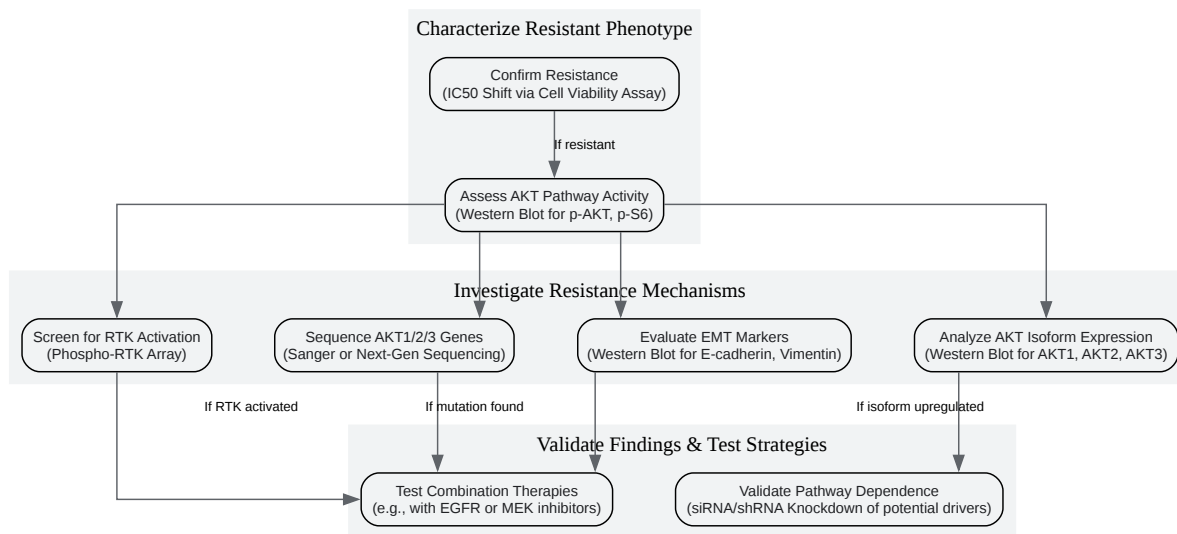 Characterize Resistant Phenotype
Confirm Resistance
(IC50 Shift via Cell Viability Assay)
If resistant
Assess AKT Pathway Activity
(Western Blot for p-AKT, p-S6)
Investigate Resistance Mechanisms
Screen for RTK Activation
(Phospho-RTK Array)
Sequence AKT1/2/3 Genes
(Sanger or Next-Gen Sequencing)
Evaluate EMT Markers
(Western Blot for E-cadherin, Vimentin)
Analyze AKT Isoform Expression
(Western Blot for AKT1, AKT2, AKT3)
If RTK activated
If mutation found
If isoform upregulated
Validate Findings & Test Strategies
Test Combination Therapies
(e.g., with EGFR or MEK inhibitors)
Validate Pathway Dependence
(siRNA/shRNA Knockdown of potential drivers)